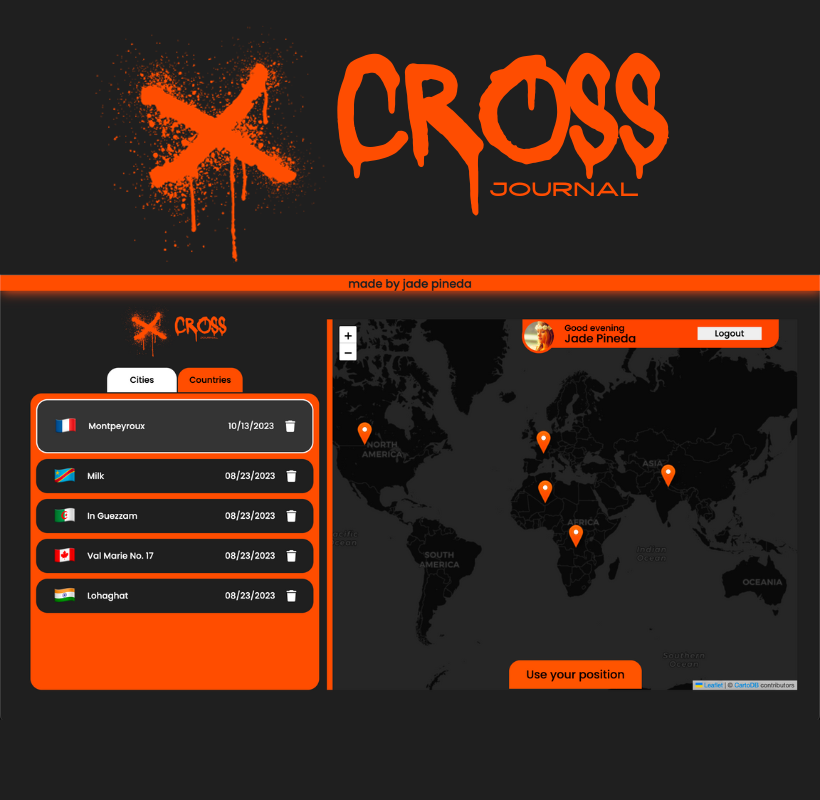 CROSS
JOURNAL
made by jade pineda
CROSS
Cities
Countries
Montpeyroux 10/13/2023
Milk 08/23/2023
In Guezzam 08/23/2023
Val Marie No. 17 08/23/2023
Lohaghat 08/23/2023
+
−
Good evening
Jade Pineda
Logout
NORTH
AMERICA
ASIA
AFRICA
SOUTH
AMERICA
Indian
Ocean
OCEANIA
Southern
Ocean
Use your position
Leaflet | © CartoDB contributors